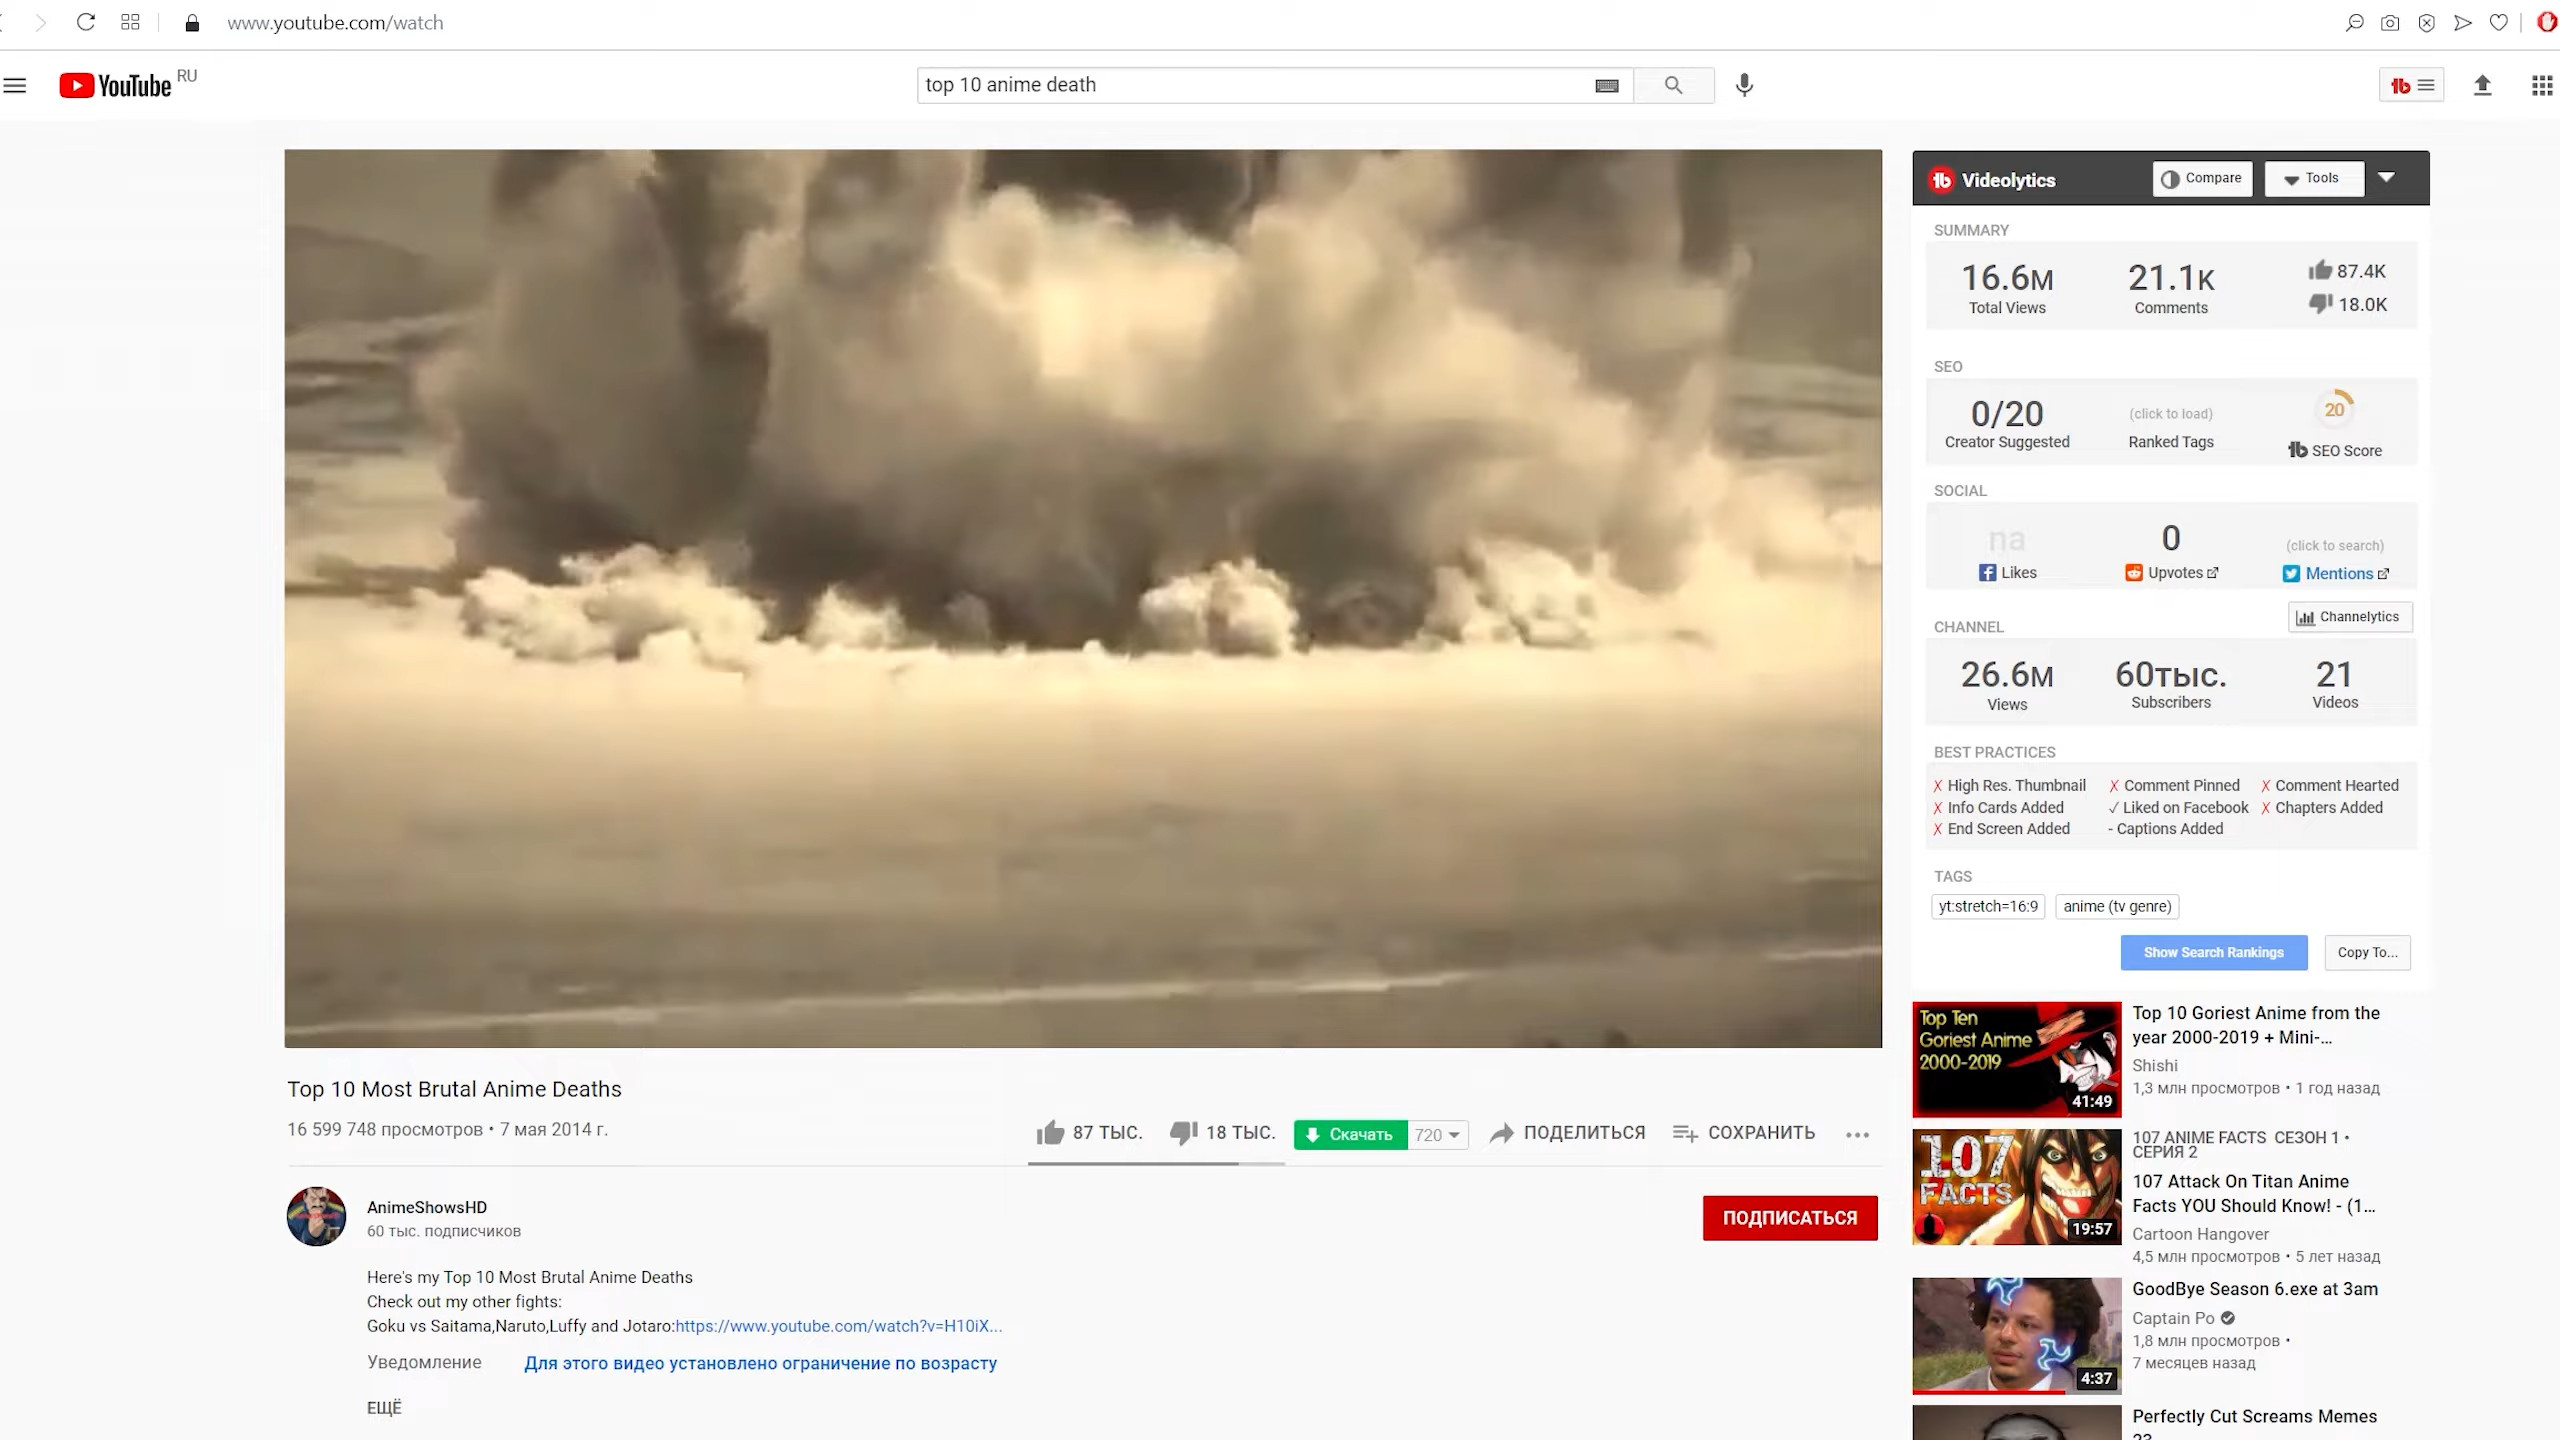 www.youtube.com/watch
YouTube RU
top 10 anime death
Videolytics
Compare
Tools
SUMMARY
16.6M
Total Views
21.1K
Comments
87.4K
18.0K
SEO
0/20
Creator Suggested
(click to load)
Ranked Tags
20
SEO Score
SOCIAL
na
Likes
0
Upvotes
(click to search)
Mentions
CHANNEL
Channelytics
26.6M
Views
60тыс.
Subscribers
21
Videos
BEST PRACTICES
✗ High Res. Thumbnail ✗ Comment Pinned ✗ Comment Hearted
✗ Info Cards Added ✓ Liked on Facebook ✗ Chapters Added
✗ End Screen Added - Captions Added
TAGS
yt:stretch=16:9
anime (tv genre)
Show Search Rankings
Copy To...
Top 10 Most Brutal Anime Deaths
16 599 748 просмотров • 7 мая 2014 г.
87 ТЫС.
18 ТЫС.
Скачать
720
ПОДЕЛИТЬСЯ
СОХРАНИТЬ
AnimeShowsHD
60 тыс. подписчиков
ПОДПИСАТЬСЯ
Here's my Top 10 Most Brutal Anime Deaths
Check out my other fights:
Goku vs Saitama,Naruto,Luffy and Jotaro:https://www.youtube.com/watch?v=H10iX...
Уведомление
Для этого видео установлено ограничение по возрасту
ЕЩЁ
Top Ten
Goriest Anime
2000-2019
41:49
Top 10 Goriest Anime from the
year 2000-2019 + Mini-...
Shishi
1,3 млн просмотров • 1 год назад
107
FACTS
19:57
107 ANIME FACTS СЕЗОН 1 •
СЕРИЯ 2
107 Attack On Titan Anime
Facts YOU Should Know! - (1...
Cartoon Hangover
4,5 млн просмотров • 5 лет назад
4:37
GoodBye Season 6.exe at 3am
Captain Po
1,8 млн просмотров •
7 месяцев назад
Perfectly Cut Screams Memes